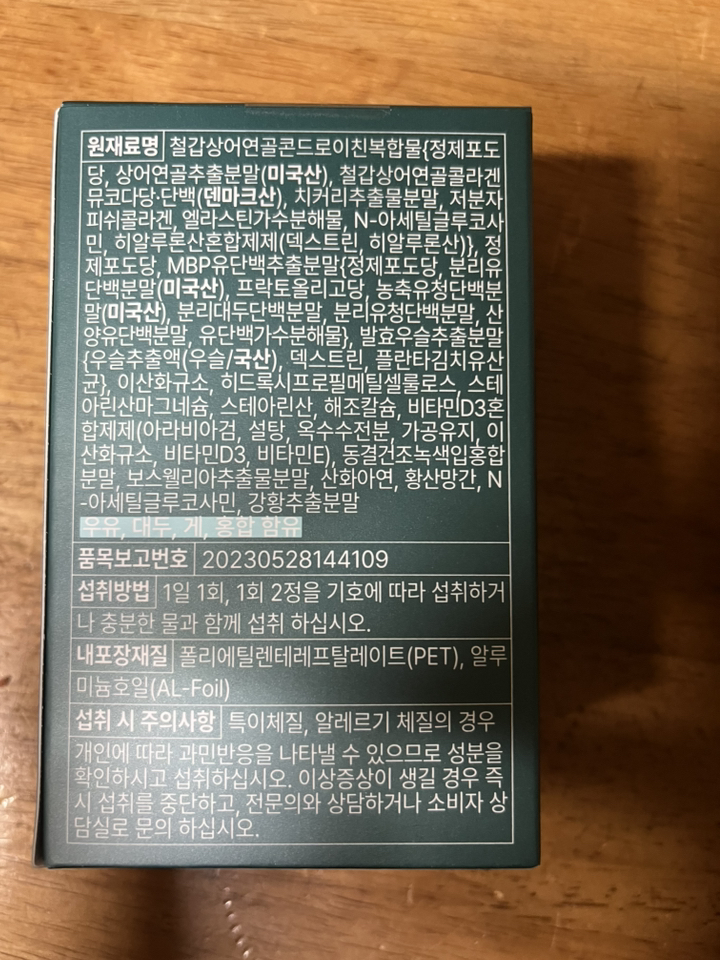 원재료명 철갑상어연골콘드로이친복합물{정제포도
당, 상어연골추출분말(미국산), 철갑상어연골콜라겐
뮤코다당·단백(덴마크산), 치커리추출물분말, 저분자
피쉬콜라겐, 엘라스틴가수분해물, N-아세틸글루코사
민, 히알루론산혼합제제(덱스트린, 히알루론산)}, 정
제포도당, MBP유단백추출분말{정제포도당, 분리유
단백분말(미국산), 프락토올리고당, 농축유청단백분
말(미국산), 분리대두단백분말, 분리유청단백분말, 산
양유단백분말, 유단백가수분해물}, 발효우슬추출분말
{우슬추출액(우슬/국산), 덱스트린, 플란타김치유산
균}, 이산화규소, 히드록시프로필메틸셀룰로스, 스테
아린산마그네슘, 스테아린산, 해조칼슘, 비타민D3혼
합제제(아라비아검, 설탕, 옥수수전분, 가공유지, 이
산화규소, 비타민D3, 비타민E), 동결건조녹색입홍합
분말, 보스웰리아추출물분말, 산화아연, 황산망간, N
-아세틸글루코사민, 강황추출분말
우유, 대두, 게, 홍합 함유
품목보고번호 20230528144109
섭취방법 1일 1회, 1회 2정을 기호에 따라 섭취하거
나 충분한 물과 함께 섭취 하십시오.
내포장재질 폴리에틸렌테레프탈레이트(PET), 알루
미늄호일(AL-Foil)
섭취 시 주의사항 특이체질, 알레르기 체질의 경우
개인에 따라 과민반응을 나타낼 수 있으므로 성분을
확인하시고 섭취하십시오. 이상증상이 생길 경우 즉
시 섭취를 중단하고, 전문의와 상담하거나 소비자 상
담실로 문의 하십시오.